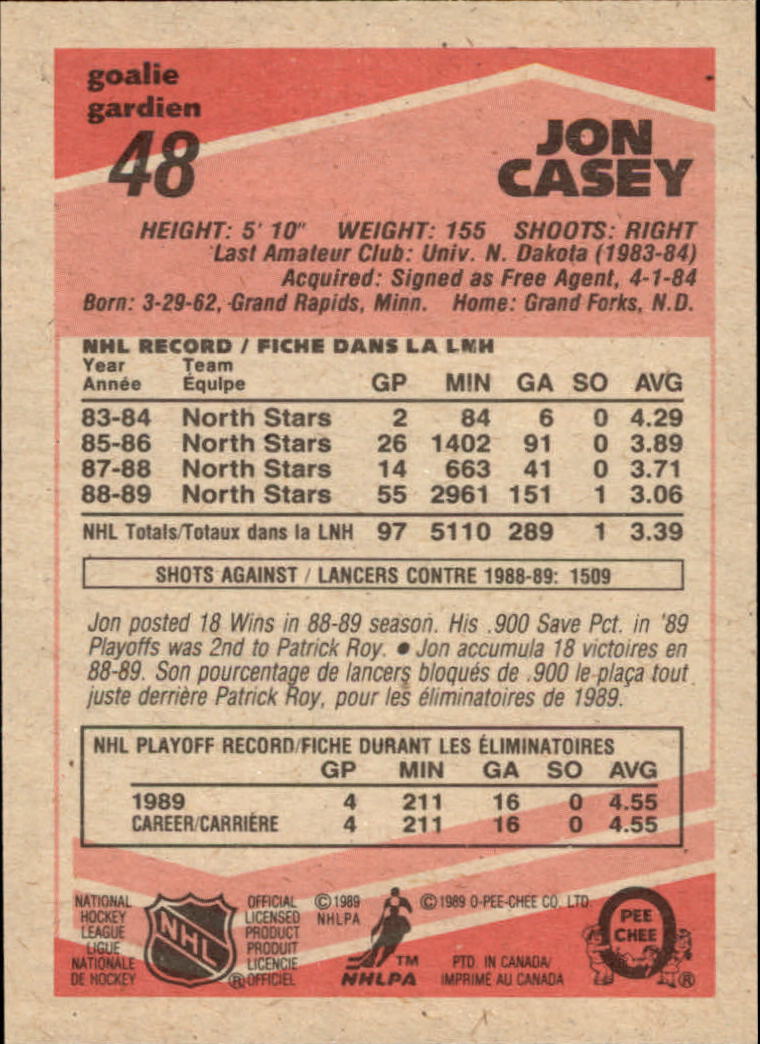 goalie
gardien
48
JON
CASEY
HEIGHT: 5' 10" WEIGHT: 155 SHOOTS: RIGHT
Last Amateur Club: Univ. N. Dakota (1983-84)
Acquired: Signed as Free Agent, 4-1-84
Born: 3-29-62, Grand Rapids, Minn. Home: Grand Forks, N.D.
NHL RECORD / FICHE DANS LA LNH
Year Team
Année Équipe GP MIN GA SO AVG
83-84 North Stars 2 84 6 0 4.29
85-86 North Stars 26 1402 91 0 3.89
87-88 North Stars 14 663 41 0 3.71
88-89 North Stars 55 2961 151 1 3.06
NHL Totals/Totaux dans la LNH 97 5110 289 1 3.39
SHOTS AGAINST / LANCERS CONTRE 1988-89: 1509
Jon posted 18 Wins in 88-89 season. His .900 Save Pct. in '89
Playoffs was 2nd to Patrick Roy. ● Jon accumula 18 victoires en
88-89. Son pourcentage de lancers bloqués de .900 le plaça tout
juste derrière Patrick Roy, pour les éliminatoires de 1989.
NHL PLAYOFF RECORD/FICHE DURANT LES ÉLIMINATOIRES
GP MIN GA SO AVG
1989 4 211 16 0 4.55
CAREER/CARRIÈRE 4 211 16 0 4.55
NATIONAL
HOCKEY
LEAGUE
LIGUE
NATIONALE
DE HOCKEY
NHL
OFFICIAL
LICENSED
PRODUCT
PRODUIT
LICENCIE
® OFFICIEL
© 1989
NHLPA
TM
NHLPA
© 1989 O-PEE-CHEE CO. LTD.
PTD. IN CANADA/
IMPRIMÉ AU CANADA
O
PEE
CHEE
®